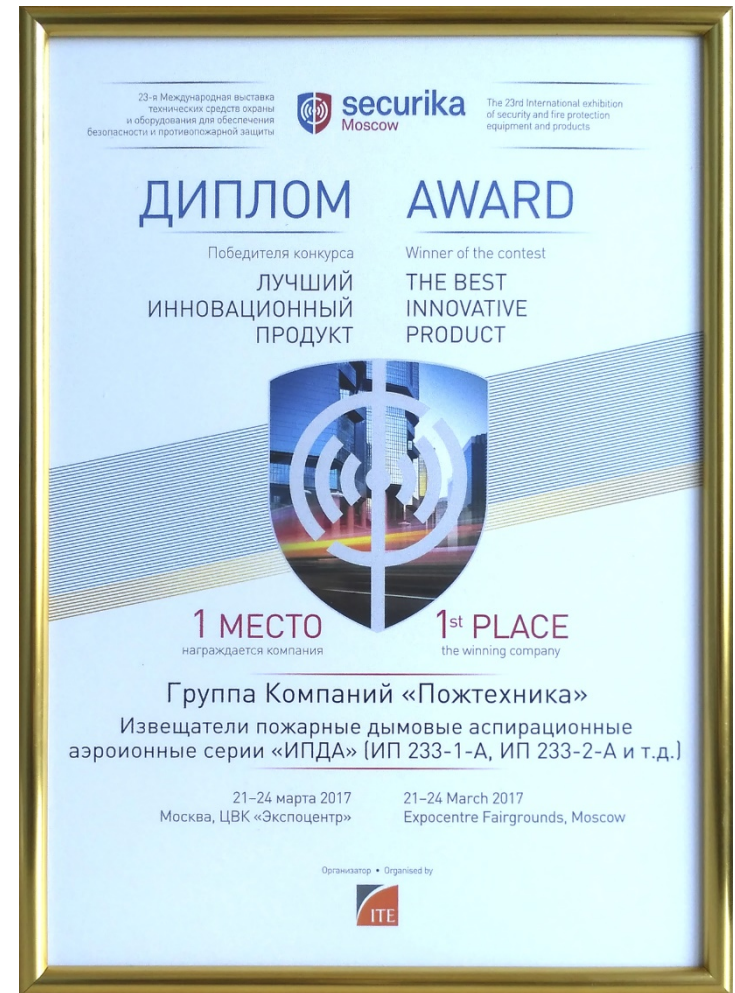 23-я Международная выставка
технических средств охраны
и оборудования для обеспечения
безопасности и противопожарной защиты
securika
Moscow
The 23rd International exhibition
of security and fire protection
equipment and products
ДИПЛОМ
AWARD
Победителя конкурса
Winner of the contest
ЛУЧШИЙ
ИННОВАЦИОННЫЙ
ПРОДУКТ
THE BEST
INNOVATIVE
PRODUCT
1 МЕСТО
награждается компания
1st PLACE
the winning company
Группа Компаний «Пожтехника»
Извещатели пожарные дымовые аспирационные
аэроионные серии «ИПДА» (ИП 233-1-А, ИП 233-2-А и т.д.)
21–24 марта 2017
Москва, ЦВК «Экспоцентр»
21–24 March 2017
Expocentre Fairgrounds, Moscow
Организатор • Organised by
ITE